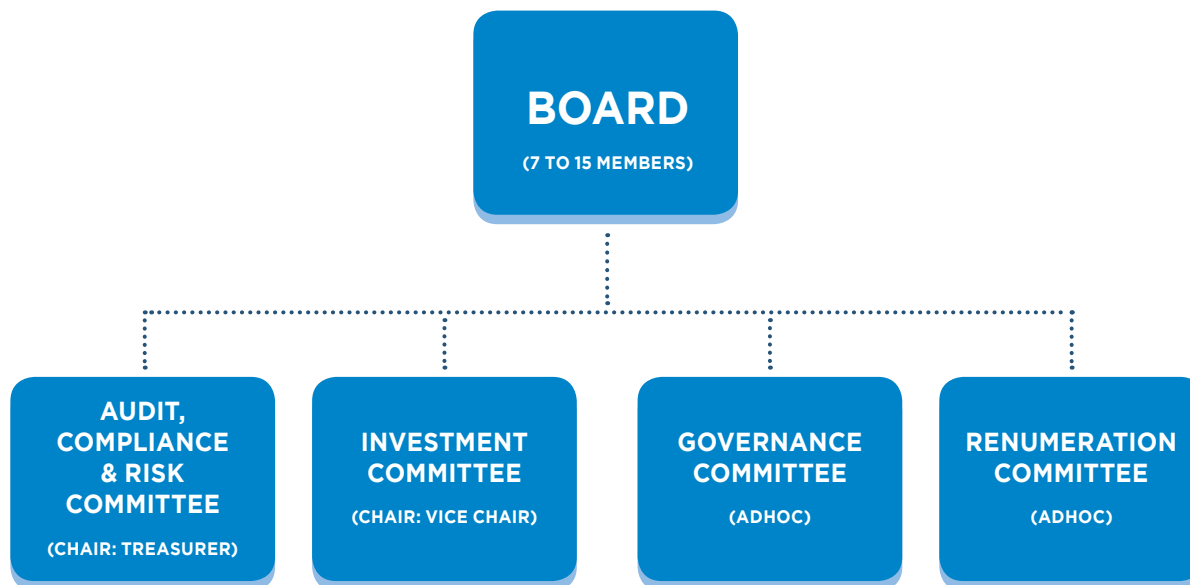 BOARD
(7 TO 15 MEMBERS)
AUDIT,
COMPLIANCE
& RISK
COMMITTEE
(CHAIR: TREASURER)
INVESTMENT
COMMITTEE
(CHAIR: VICE CHAIR)
GOVERNANCE
COMMITTEE
(ADHOC)
RENUMERATION
COMMITTEE
(ADHOC)